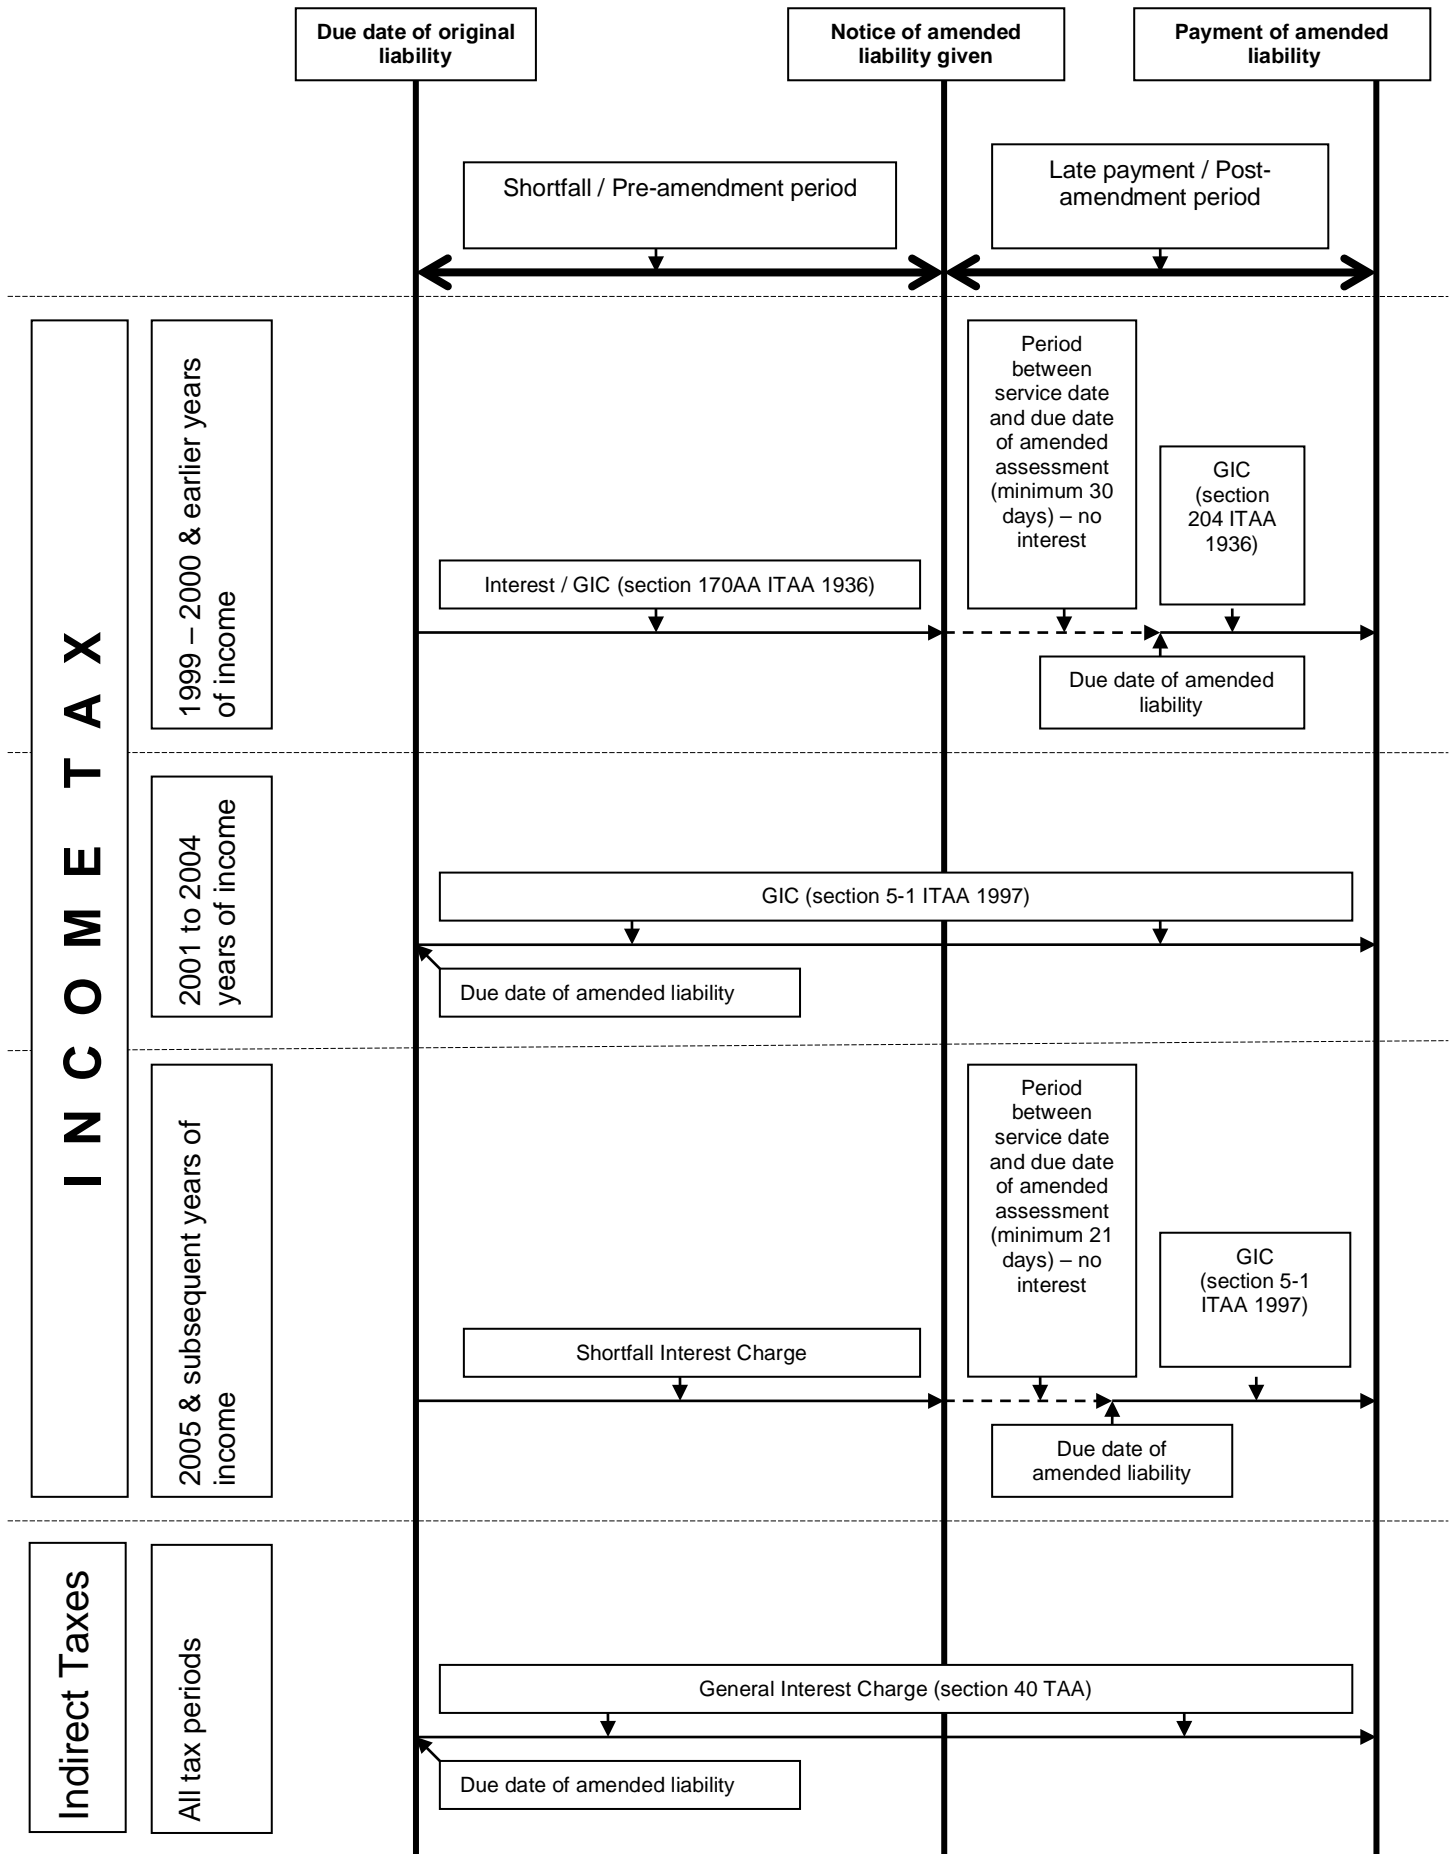 Due date of original
liability
Notice of amended
liability given
Payment of amended
liability
Shortfall / Pre-amendment period
Late payment / Post-
amendment period
INCOME TAX
1999 – 2000 & earlier years
of income
Interest / GIC (section 170AA ITAA 1936)
Period
between
service date
and due date
of amended
assessment
(minimum 30
days) – no
interest
GIC
(section
204 ITAA
1936)
Due date of amended
liability
2001 to 2004
years of income
GIC (section 5-1 ITAA 1997)
Due date of amended liability
2005 & subsequent years of
income
Shortfall Interest Charge
Period
between
service date
and due date
of amended
assessment
(minimum 21
days) – no
interest
GIC
(section 5-1
ITAA 1997)
Due date of
amended liability
Indirect Taxes
All tax periods
General Interest Charge (section 40 TAA)
Due date of amended liability